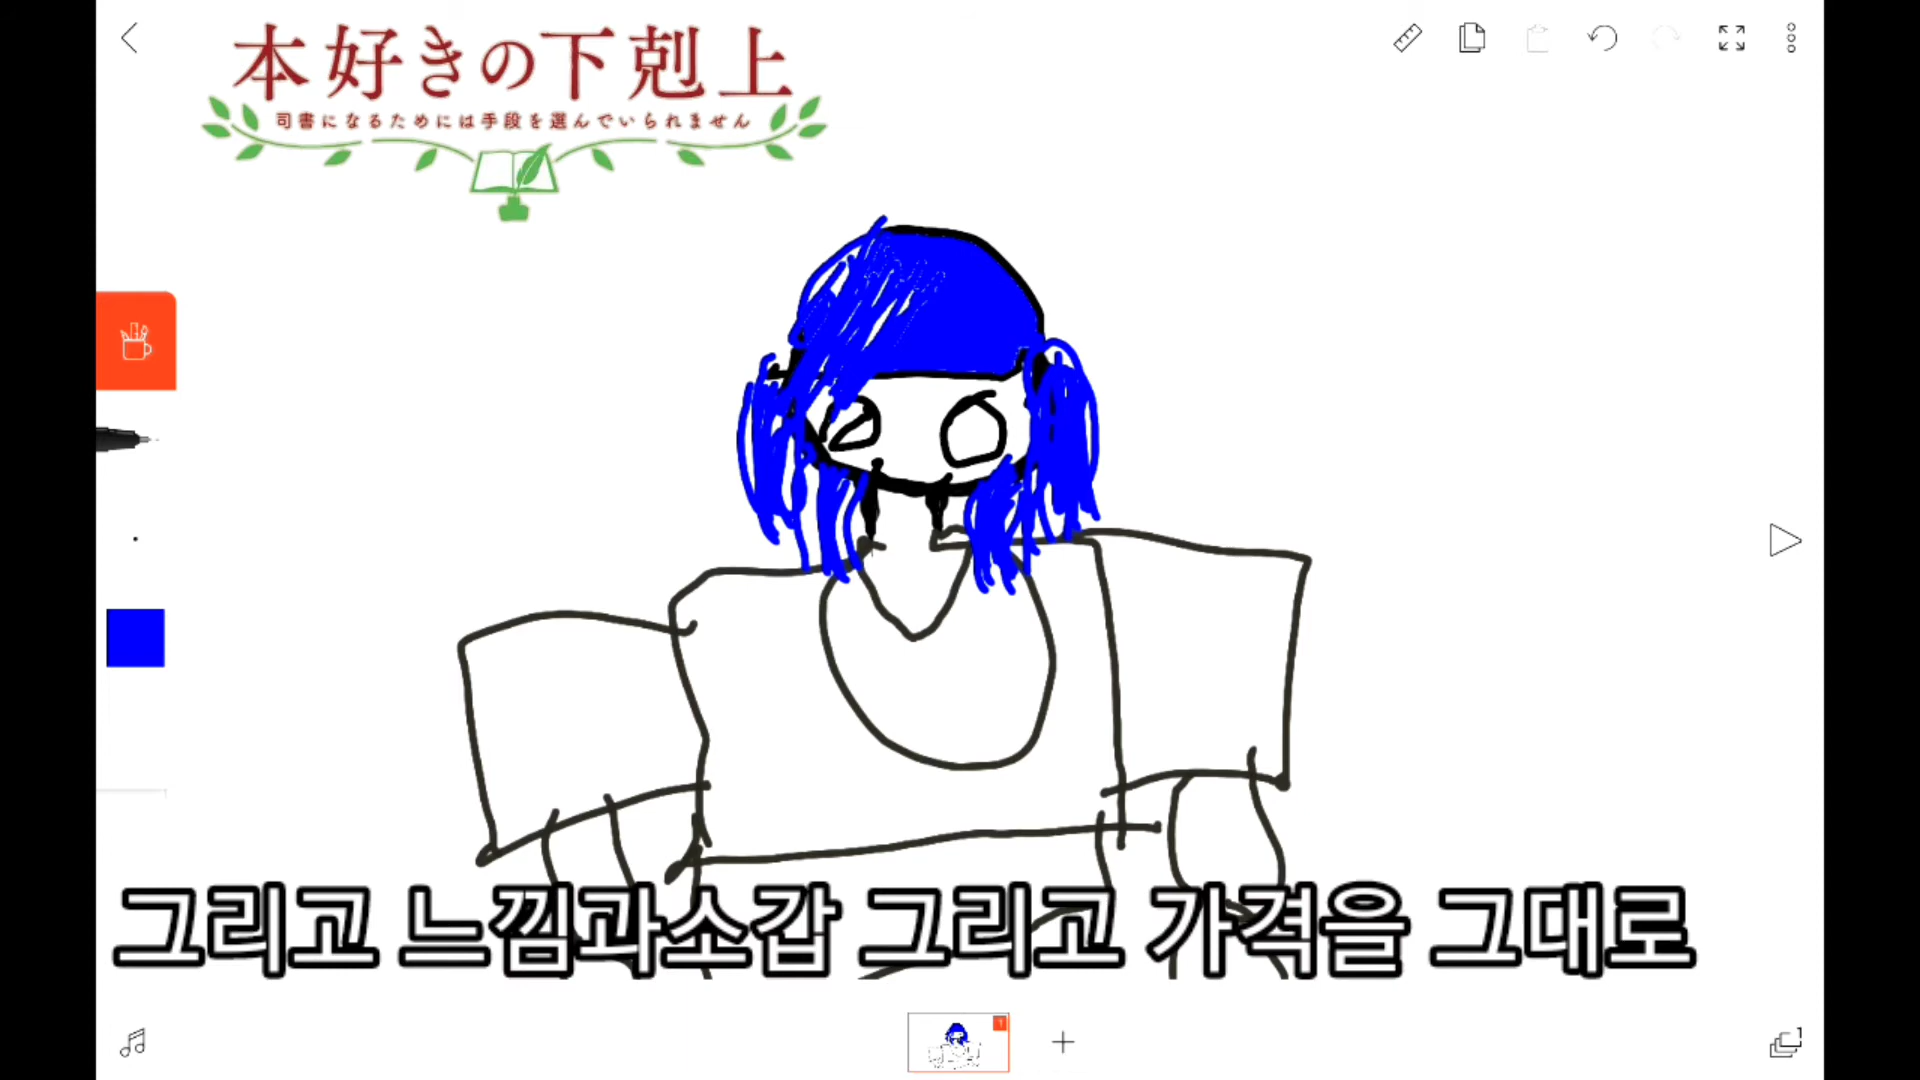 本好きの下剋上
司書になるためには手段を選んでいられません
1
그리고 느낌과소갑 그리고 가격을 그대로